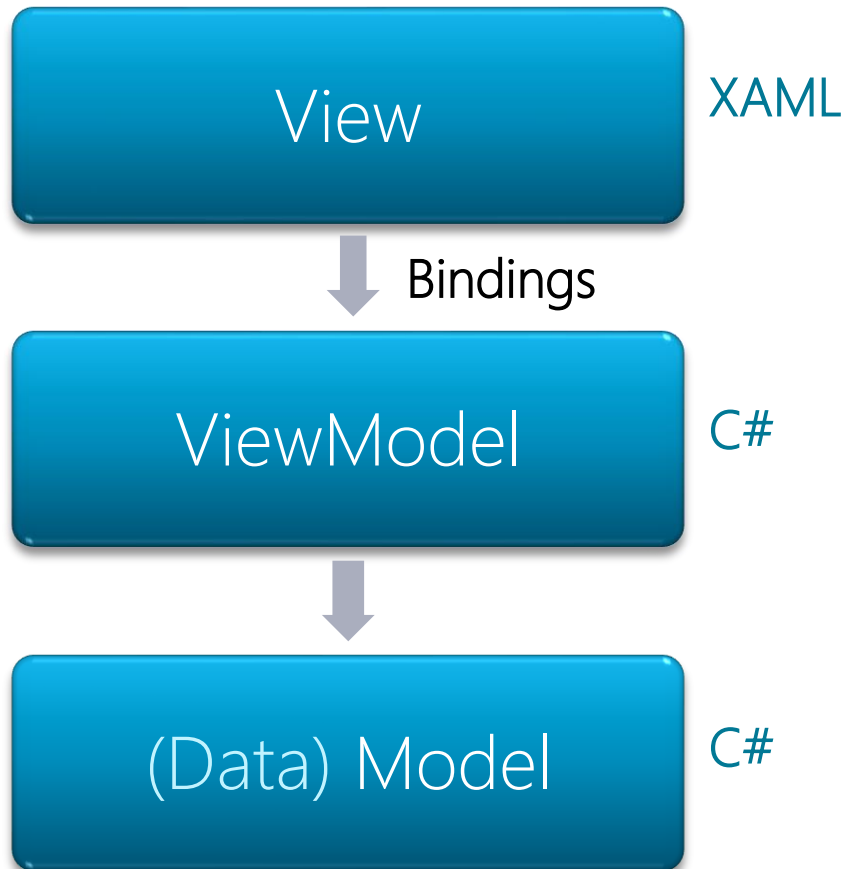 View
XAML
Bindings
ViewModel
C#
(Data) Model
C#